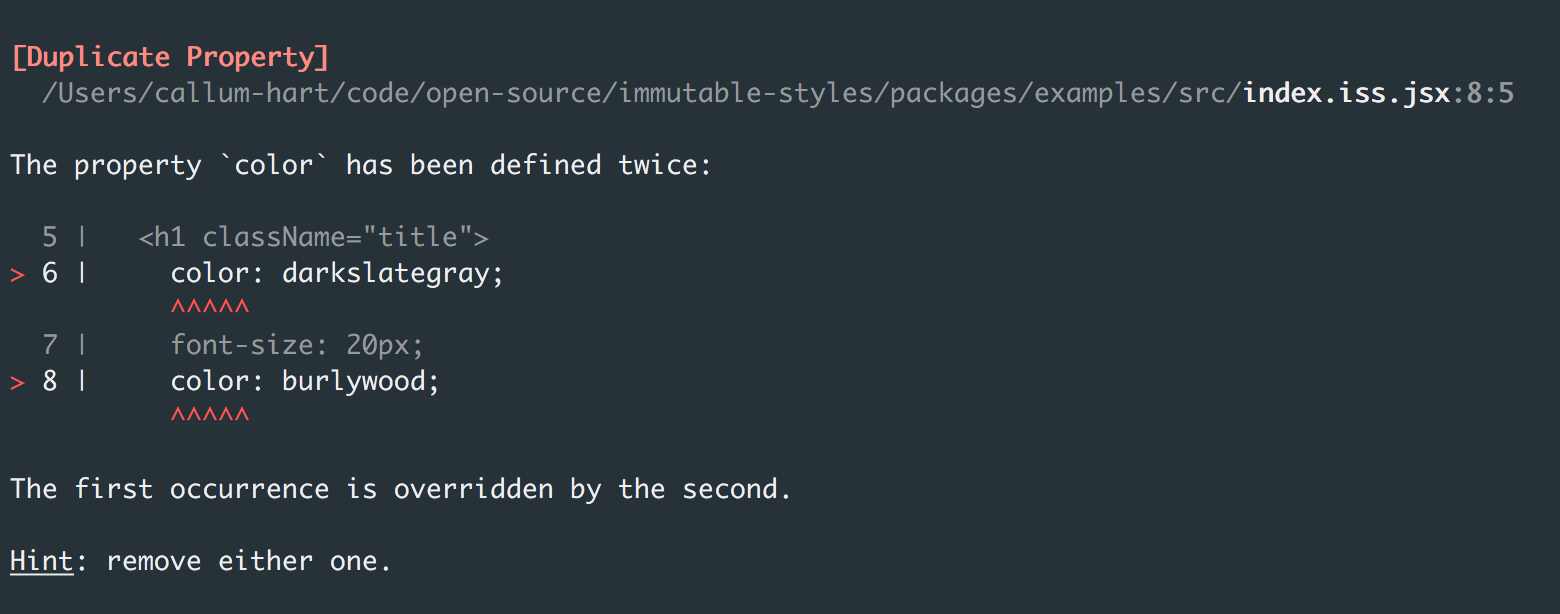 [Duplicate Property]
  /Users/callum-hart/code/open-source/immutable-styles/packages/examples/src/index.iss.jsx:8:5
The property `color` has been defined twice:
  5 |   <h1 className="title">
> 6 |     color: darkslategray;
          ^^^^^
  7 |     font-size: 20px;
> 8 |     color: burlywood;
          ^^^^^
The first occurrence is overridden by the second.
Hint: remove either one.